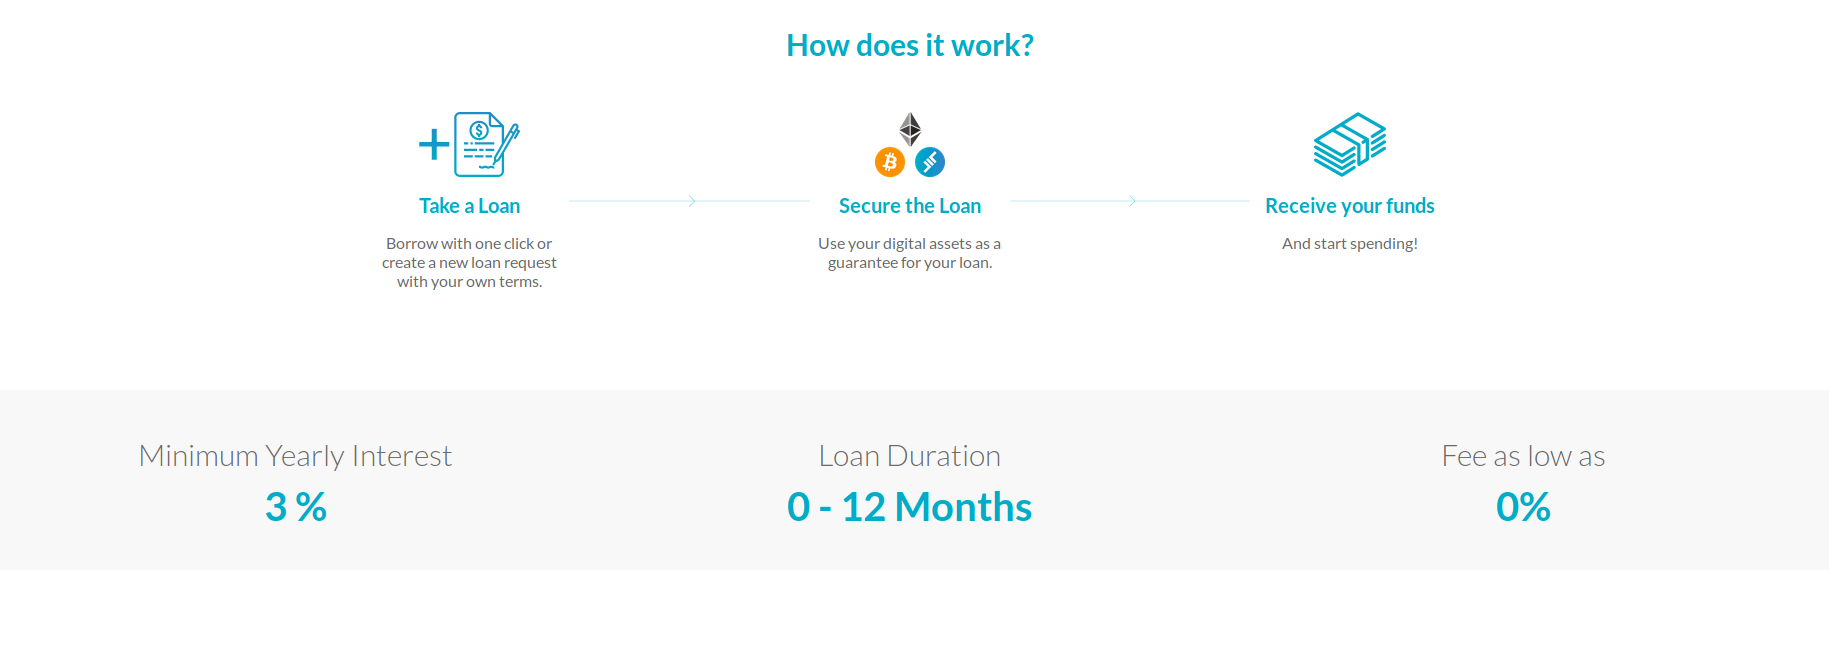 How does it work?
Take a Loan
Borrow with one click or
create a new loan request
with your own terms.
Secure the Loan
Use your digital assets as a
guarantee for your loan.
Receive your funds
And start spending!
Minimum Yearly Interest
3 %
Loan Duration
0 - 12 Months
Fee as low as
0%